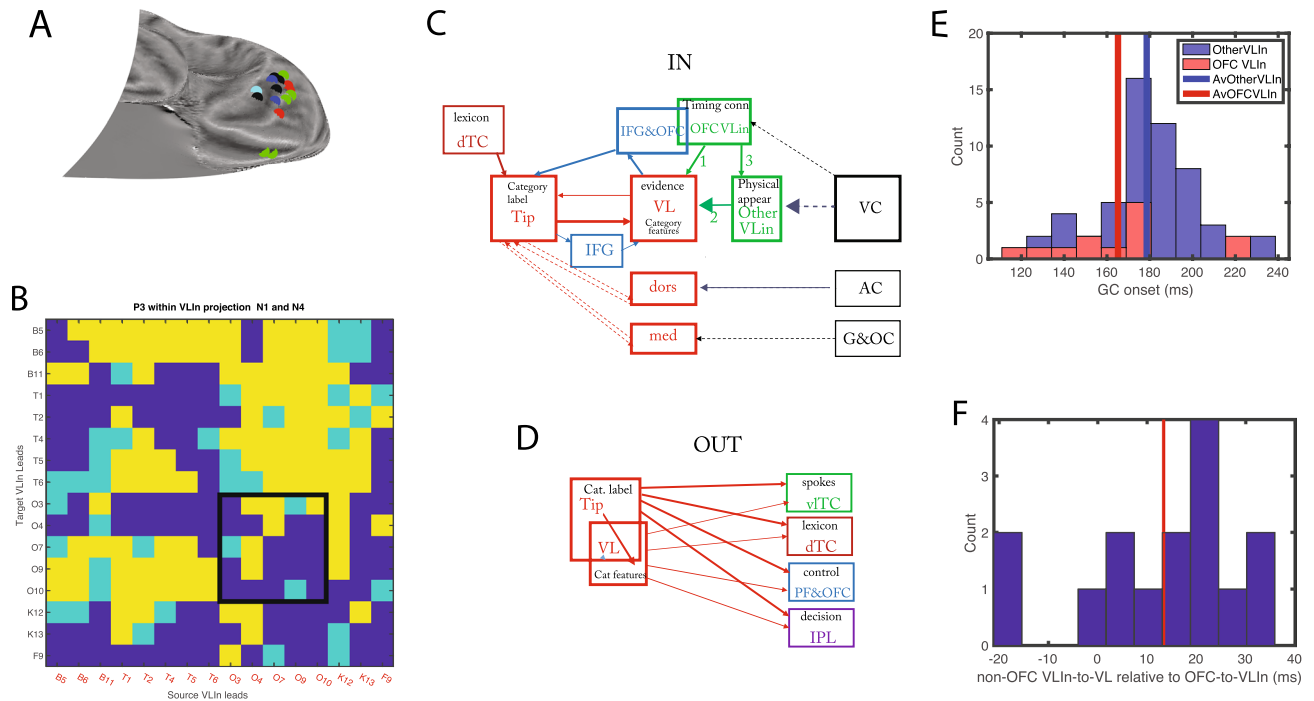 A
B
P3 within VLIn projection N1 and N4
Target VLIn Leads
B5
B6
B11
T1
T2
T4
T5
T6
O3
O4
O7
O9
O10
K12
K13
F9
B5 B6 B11 T1 T2 T4 T5 T6 O3 O4 O7 O9 O10 K12 K13 F9
Source VLIn leads
C
IN
lexicon
dTC
IFG&OFC
Timing conn
OFC VLin
1
3
Category
label
Tip
evidence
VL
Category
features
2
Physical
appear
Other
VLin
VC
IFG
dors
AC
med
G&OC
D
OUT
Cat. label
Tip
VL
Cat features
spokes
vlTC
lexicon
dTC
control
PF&OFC
decision
IPL
E
OtherVLIn
OFC VLIn
AvOtherVLIn
AvOFCVLIn
Count
20
15
10
5
0
120 140 160 180 200 220 240
GC onset (ms)
F
Count
4
3
2
1
0
-20 -10 0 10 20 30 40
non-OFC VLIn-to-VL relative to OFC-to-VLIn (ms)